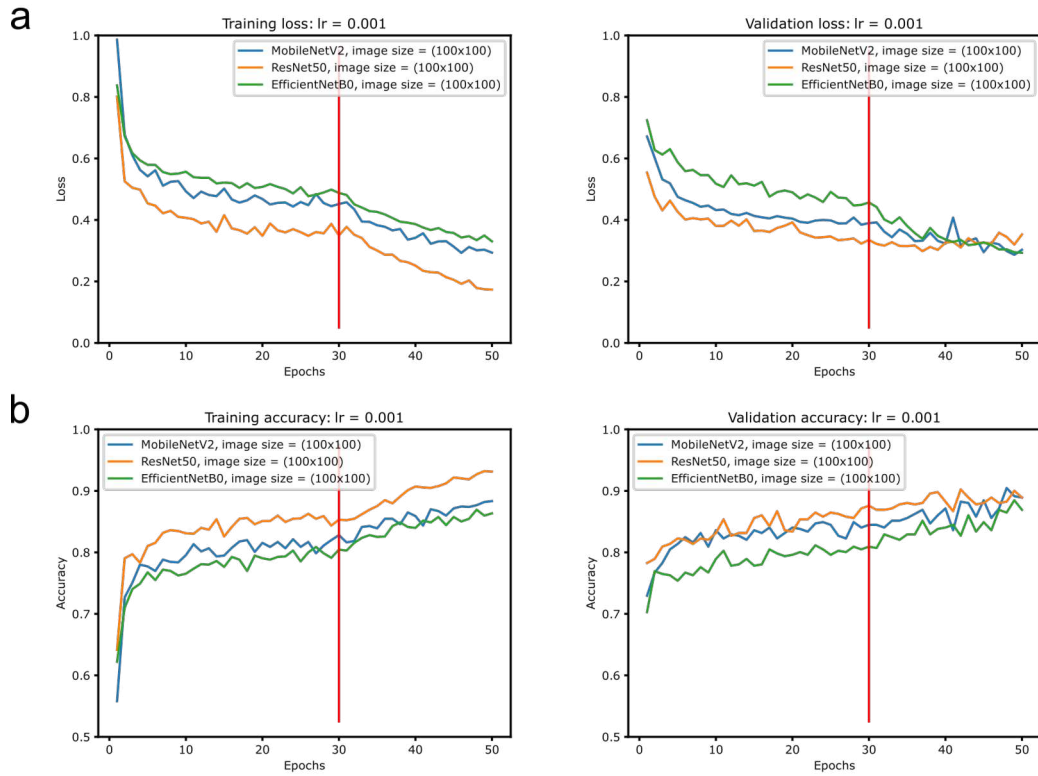 a
Training loss: lr = 0.001
MobileNetV2, image size = (100x100)
ResNet50, image size = (100x100)
EfficientNetB0, image size = (100x100)
1.0
0.8
0.6
0.4
0.2
0.0
Loss
0 10 20 30 40 50
Epochs
Validation loss: lr = 0.001
MobileNetV2, image size = (100x100)
ResNet50, image size = (100x100)
EfficientNetB0, image size = (100x100)
1.0
0.8
0.6
0.4
0.2
0.0
Loss
0 10 20 30 40 50
Epochs
b
Training accuracy: lr = 0.001
MobileNetV2, image size = (100x100)
ResNet50, image size = (100x100)
EfficientNetB0, image size = (100x100)
1.0
0.9
0.8
0.7
0.6
0.5
Accuracy
0 10 20 30 40 50
Epochs
Validation accuracy: lr = 0.001
MobileNetV2, image size = (100x100)
ResNet50, image size = (100x100)
EfficientNetB0, image size = (100x100)
1.0
0.9
0.8
0.7
0.6
0.5
Accuracy
0 10 20 30 40 50
Epochs